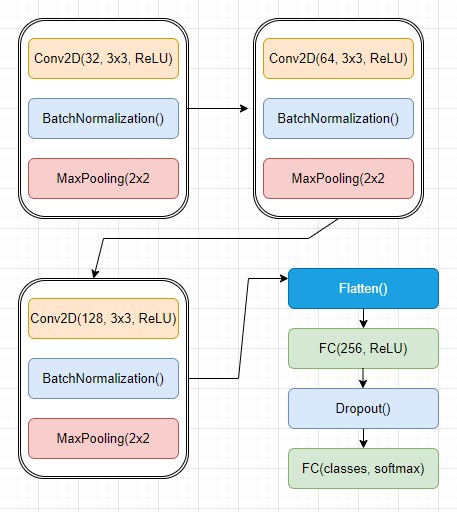 Conv2D(32, 3x3, ReLU)
BatchNormalization()
MaxPooling(2x2
Conv2D(64, 3x3, ReLU)
BatchNormalization()
MaxPooling(2x2
Conv2D(128, 3x3, ReLU)
BatchNormalization()
MaxPooling(2x2
Flatten()
FC(256, ReLU)
Dropout()
FC(classes, softmax)